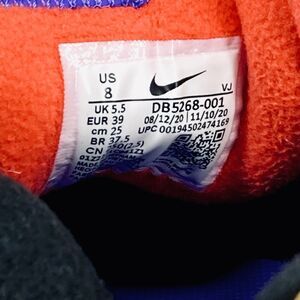 US
8
UK 5.5
EUR 39
cm 25
BR 37.5
CN
VJ
DB5268-001
08/12/20 11/10/20
UPC 00194502474169